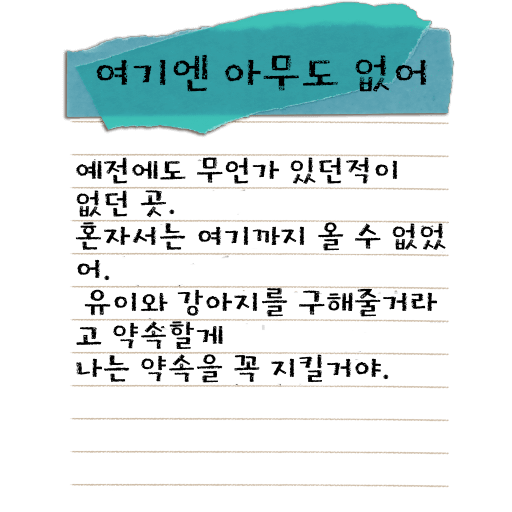 여기엔 아무도 없어
예전에도 무언가 있던적이
없던 곳.
혼자서는 여기까지 올 수 없었
어.
유이와 강아지를 구해줄거라
고 약속할게
나는 약속을 꼭 지킬거야.